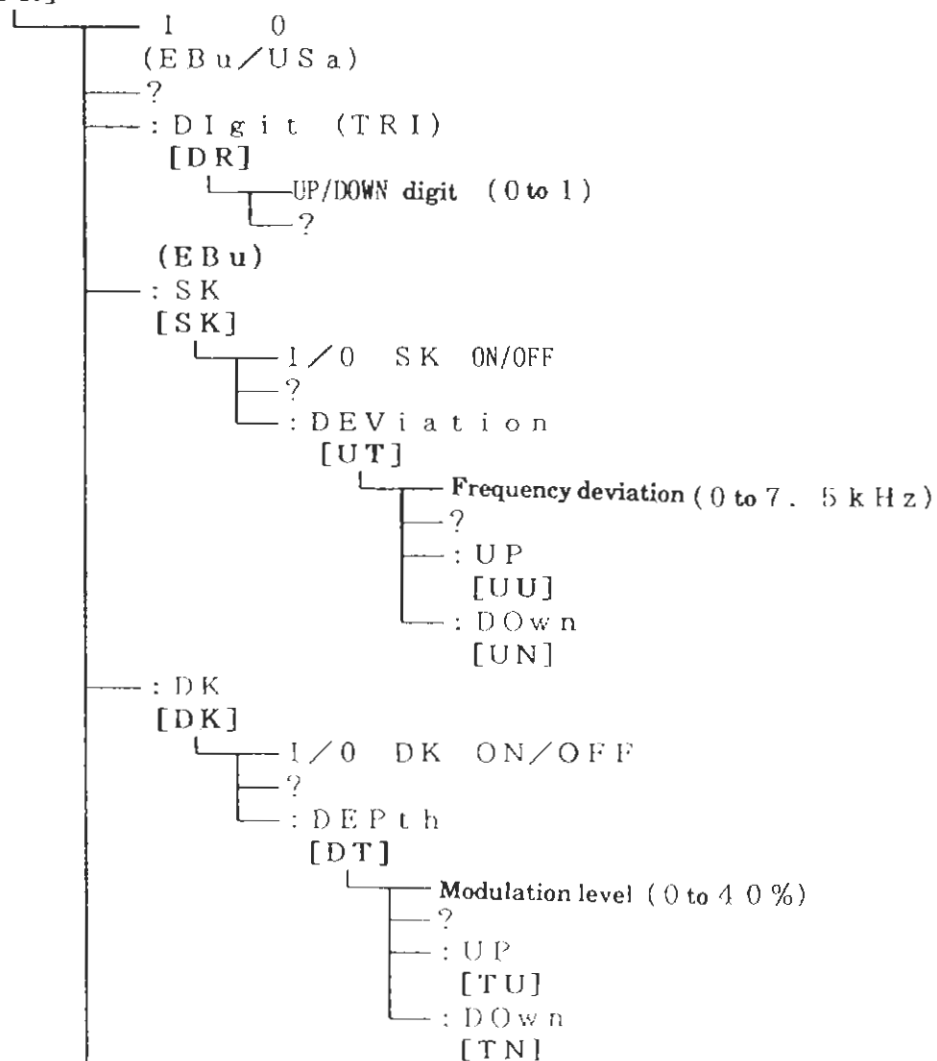 I 0
(EBu/USa)
?
:DIgit (TRI)
[DR]
UP/DOWN digit (0 to 1)
?
(EBu)
:SK
[SK]
I/O SK ON/OFF
?
:DEViation
[UT]
Frequency deviation (0 to 7.5kHz)
?
:UP
[UU]
:DOwn
[UN]
:DK
[DK]
I/O DK ON/OFF
?
:DEPth
[DT]
Modulation level (0 to 40%)
?
:UP
[TU]
:DOwn
[TN]